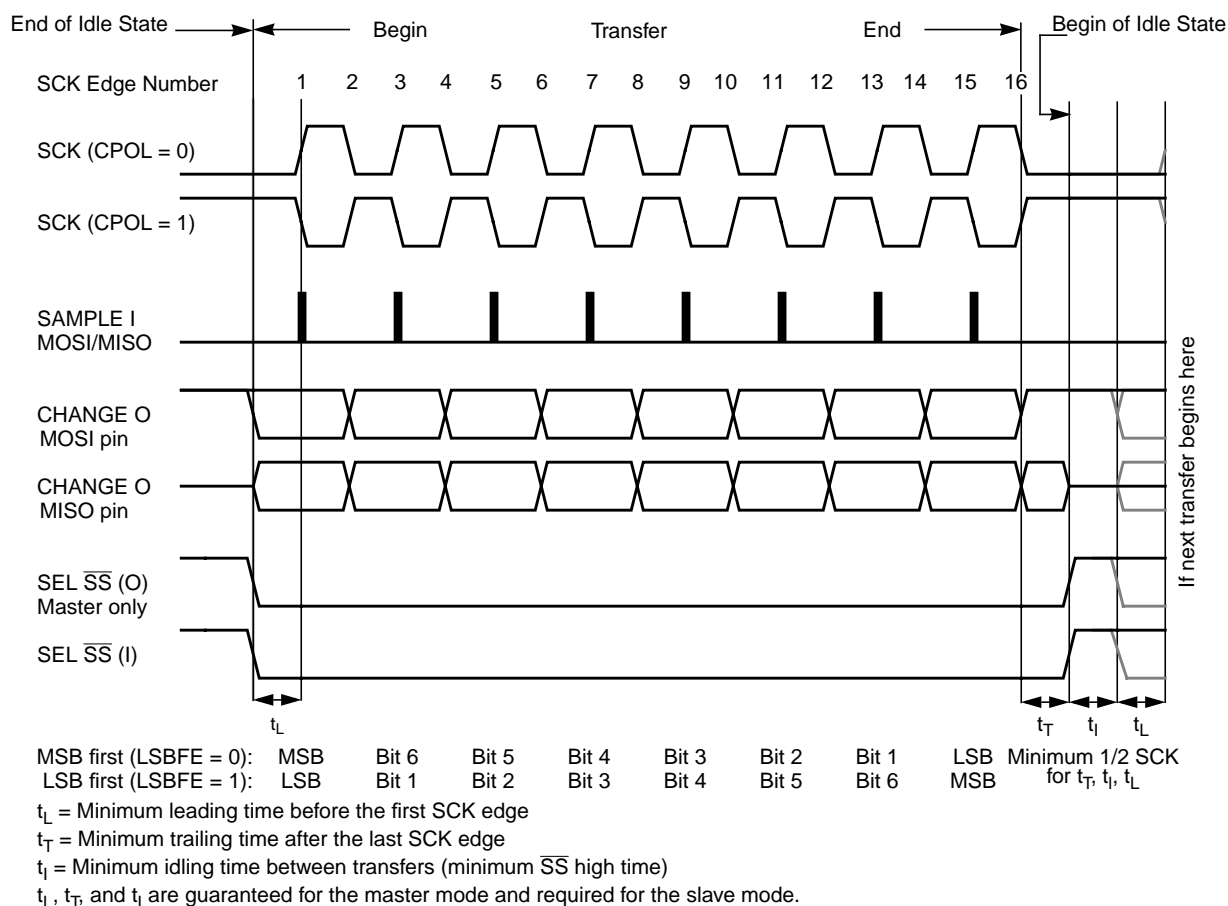 End of Idle State
Begin
Transfer
End
Begin of Idle State
SCK Edge Number
1 2 3 4 5 6 7 8 9 10 11 12 13 14 15 16
SCK (CPOL = 0)
SCK (CPOL = 1)
SAMPLE I
MOSI/MISO
CHANGE O
MOSI pin
CHANGE O
MISO pin
SEL SS (O)
Master only
SEL SS (I)
If next transfer begins here
tL
tT tI tL
MSB first (LSBFE = 0): MSB Bit 6 Bit 5 Bit 4 Bit 3 Bit 2 Bit 1 LSB Minimum 1/2 SCK
LSB first (LSBFE = 1): LSB Bit 1 Bit 2 Bit 3 Bit 4 Bit 5 Bit 6 MSB for tT, tI, tL
tL = Minimum leading time before the first SCK edge
tT = Minimum trailing time after the last SCK edge
tI = Minimum idling time between transfers (minimum SS high time)
tL, tT, and tI are guaranteed for the master mode and required for the slave mode.